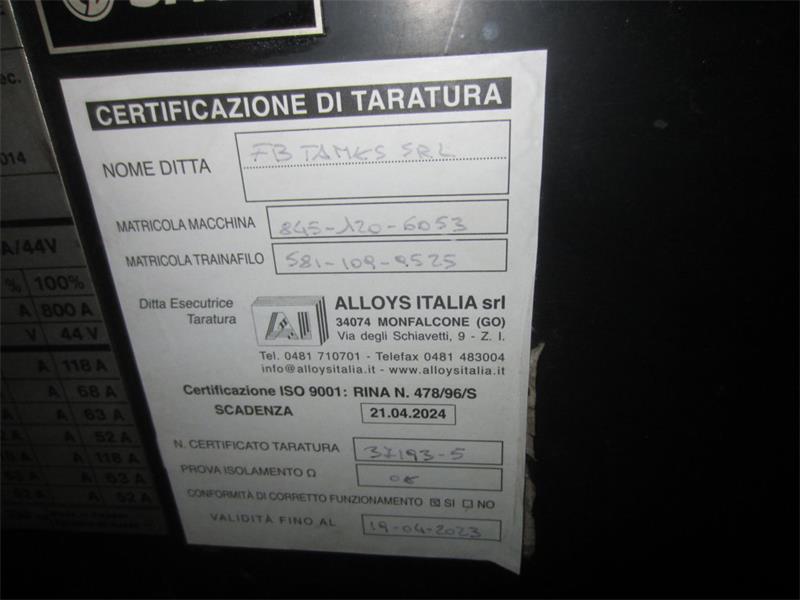 CERTIFICAZIONE DI TARATURA
NOME DITTA FB TANKS SRL
MATRICOLA MACCHINA 845-120-6053
MATRICOLA TRAINAFILO 581-109-9525
Ditta Esecutrice
Taratura
ALLOYS ITALIA srl
34074 MONFALCONE (GO)
Via degli Schiavetti, 9 - Z. I.
Tel. 0481 710701 - Telefax 0481 483004
info@alloysitalia.it - www.alloysitalia.it
Certificazione ISO 9001: RINA N. 478/96/S
SCADENZA 21.04.2024
N. CERTIFICATO TARATURA 37193-5
PROVA ISOLAMENTO Ω OK
CONFORMITÀ DI CORRETTO FUNZIONAMENTO ☒ SI ☐ NO
VALIDITÀ FINO AL 19-04-2023
ec.
014
A/44V
% 100%
A 800 A
V 44 V
A 118 A
A 68 A
A 63 A
A 52 A
A 118 A
A 63 A
A 52 A